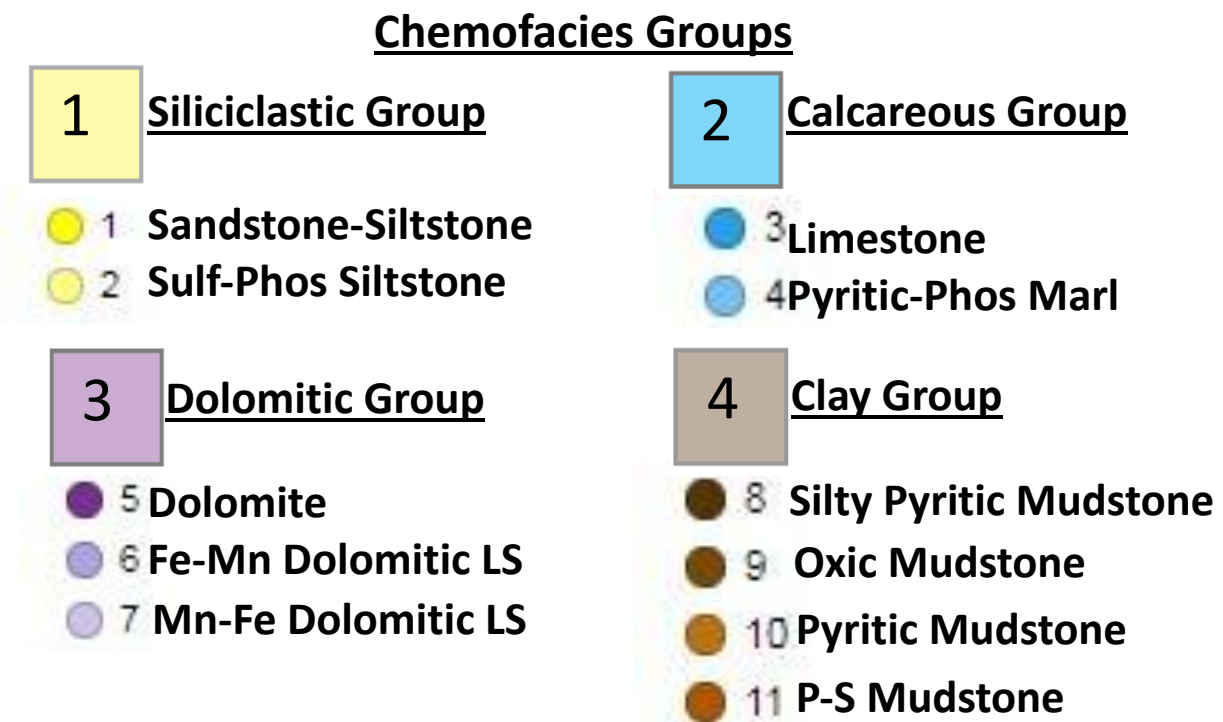 Chemofacies Groups
1 Siliciclastic Group
1 Sandstone-Siltstone
2 Sulf-Phos Siltstone
2 Calcareous Group
3 Limestone
4 Pyritic-Phos Marl
3 Dolomitic Group
5 Dolomite
6 Fe-Mn Dolomitic LS
7 Mn-Fe Dolomitic LS
4 Clay Group
8 Silty Pyritic Mudstone
9 Oxic Mudstone
10 Pyritic Mudstone
11 P-S Mudstone